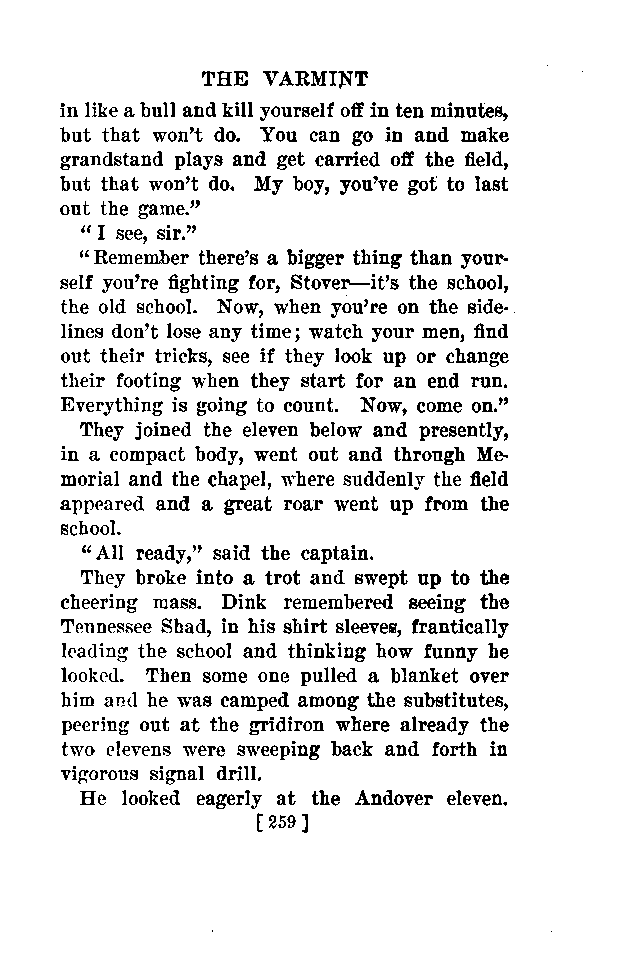 THE VARMINT
in like a bull and kill yourself off in ten minutes,
but that won't do. You can go in and make
grandstand plays and get carried off the field,
but that won't do. My boy, you've got to last
out the game."
"I see, sir."
"Remember there's a bigger thing than your-
self you're fighting for, Stover—it's the school,
the old school. Now, when you're on the side-
lines don't lose any time; watch your men, find
out their tricks, see if they look up or change
their footing when they start for an end run.
Everything is going to count. Now, come on."
They joined the eleven below and presently,
in a compact body, went out and through Me-
morial and the chapel, where suddenly the field
appeared and a great roar went up from the
school.
"All ready," said the captain.
They broke into a trot and swept up to the
cheering mass. Dink remembered seeing the
Tennessee Shad, in his shirt sleeves, frantically
leading the school and thinking how funny he
looked. Then some one pulled a blanket over
him and he was camped among the substitutes,
peering out at the gridiron where already the
two elevens were sweeping back and forth in
vigorous signal drill.
He looked eagerly at the Andover eleven.
[259]